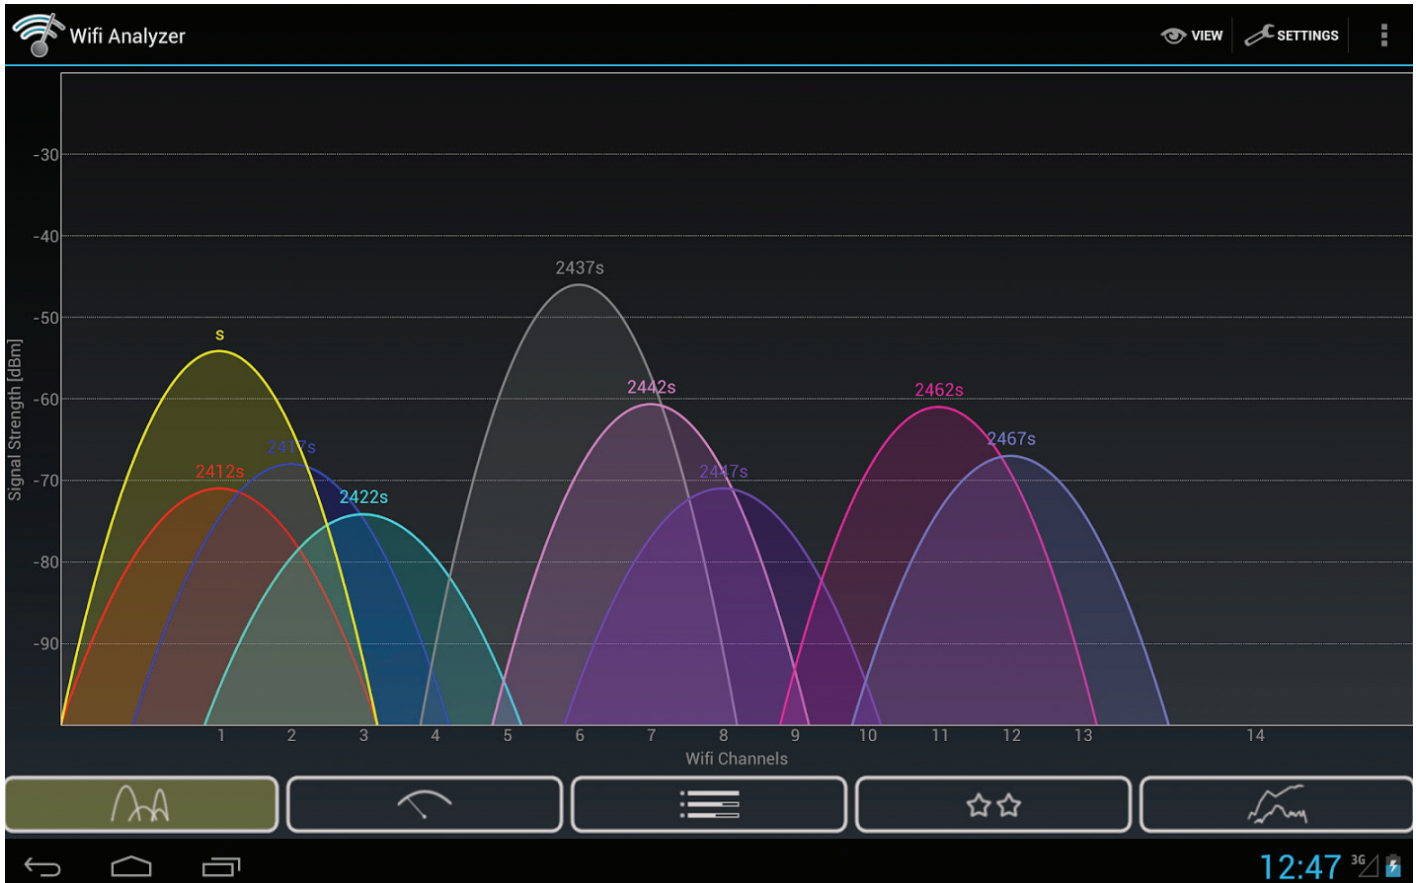 Wifi Analyzer
VIEW
SETTINGS
-30
-40
2437s
-50
s
-60
2442s
2462s
2417s
2467s
2412s
2447s
-70
2422s
-80
-90
Signal Strength [dBm]
1 2 3 4 5 6 7 8 9 10 11 12 13 14
Wifi Channels
12:47 3G